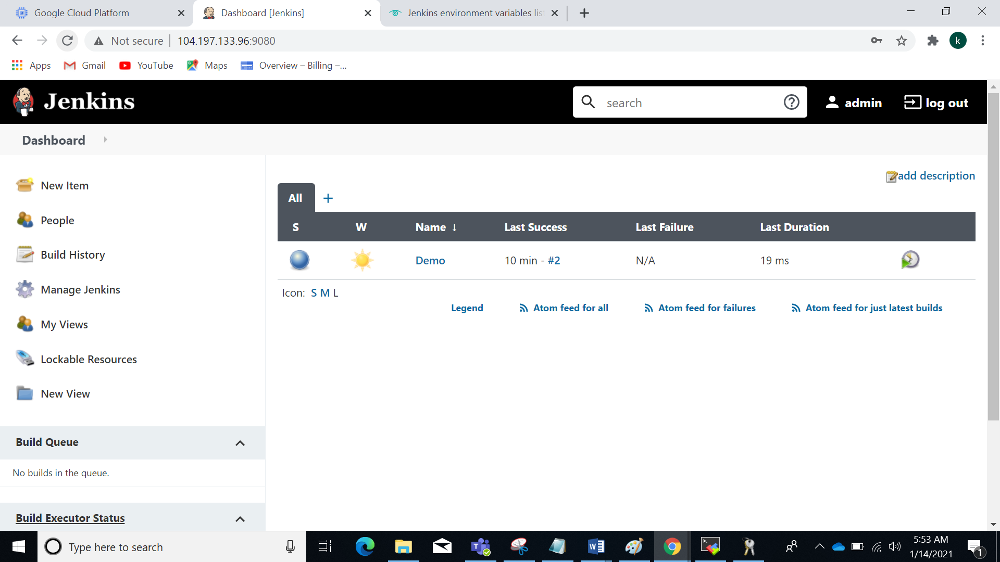 Google Cloud Platform
Dashboard [Jenkins]
Jenkins environment variables list
Not secure
104.197.133.96:9080
k
Apps
Gmail
YouTube
Maps
Overview – Billing –...
Jenkins
search
admin
log out
Dashboard
New Item
People
Build History
Manage Jenkins
My Views
Lockable Resources
New View
Build Queue
No builds in the queue.
Build Executor Status
add description
All
+
S W Name ↓ Last Success Last Failure Last Duration
Demo 10 min - #2 N/A 19 ms
Icon: S M L
Legend
Atom feed for all
Atom feed for failures
Atom feed for just latest builds
Type here to search
5:53 AM
1/14/2021
1